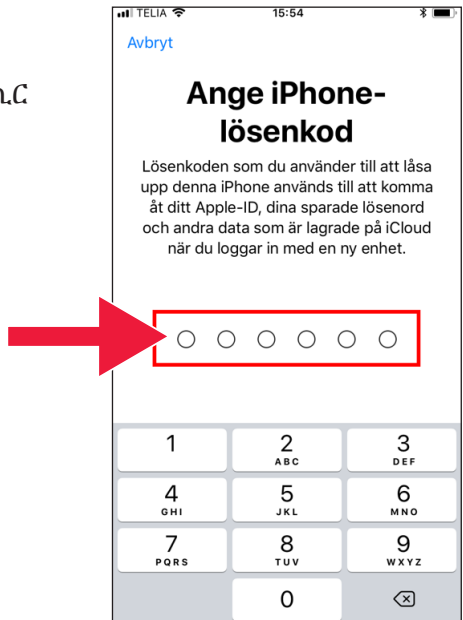 TELIA 15:54
Avbryt
Ange iPhone-
lösenkod
Lösenkoden som du använder till att låsa
upp denna iPhone används till att komma
åt ditt Apple-ID, dina sparade lösenord
och andra data som är lagrade på iCloud
när du loggar in med en ny enhet.
1 2 3
ABC DEF
4 5 6
GHI JKL MNO
7 8 9
PQRS TUV WXYZ
0